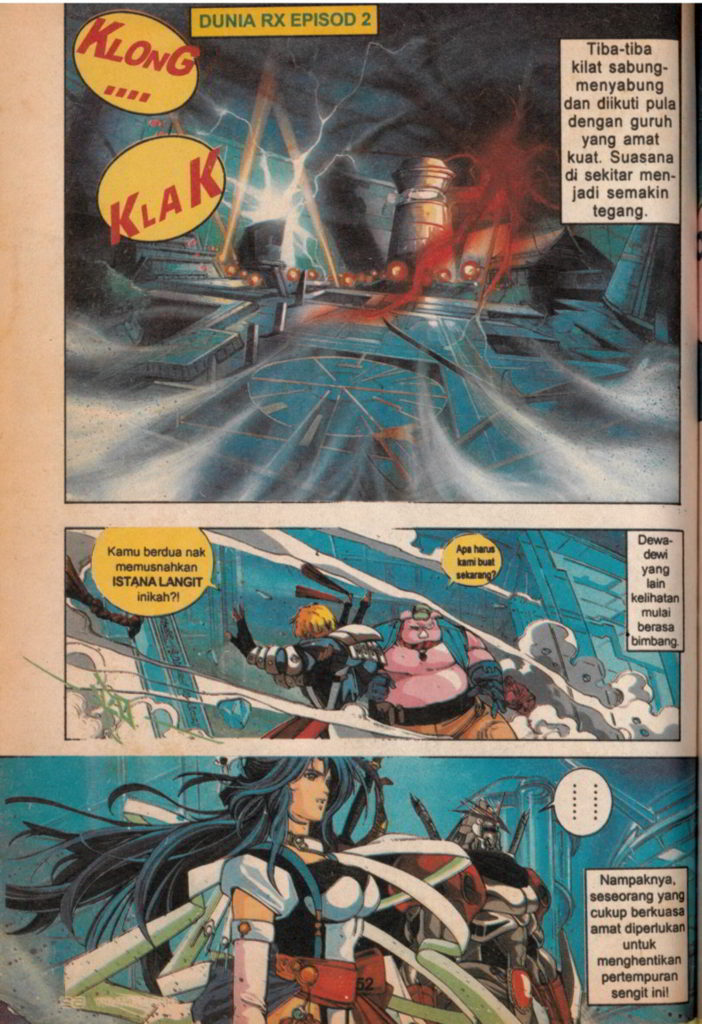 DUNIA RX EPISOD 2
KLONG
....
KLAK
Tiba-tiba
kilat sabung-
menyabung
dan diikuti pula
dengan guruh
yang amat
kuat. Suasana
di sekitar men-
jadi semakin
tegang.
Kamu berdua nak
memusnahkan
ISTANA LANGIT
inikah?!
Apa harus
kami buat
sekarang?
Dewa-
dewi
yang
lain
kelihatan
mulai
berasa
bimbang.
Nampaknya,
seseorang yang
cukup berkuasa
amat diperlukan
untuk
menghentikan
pertempuran
sengit ini!
52